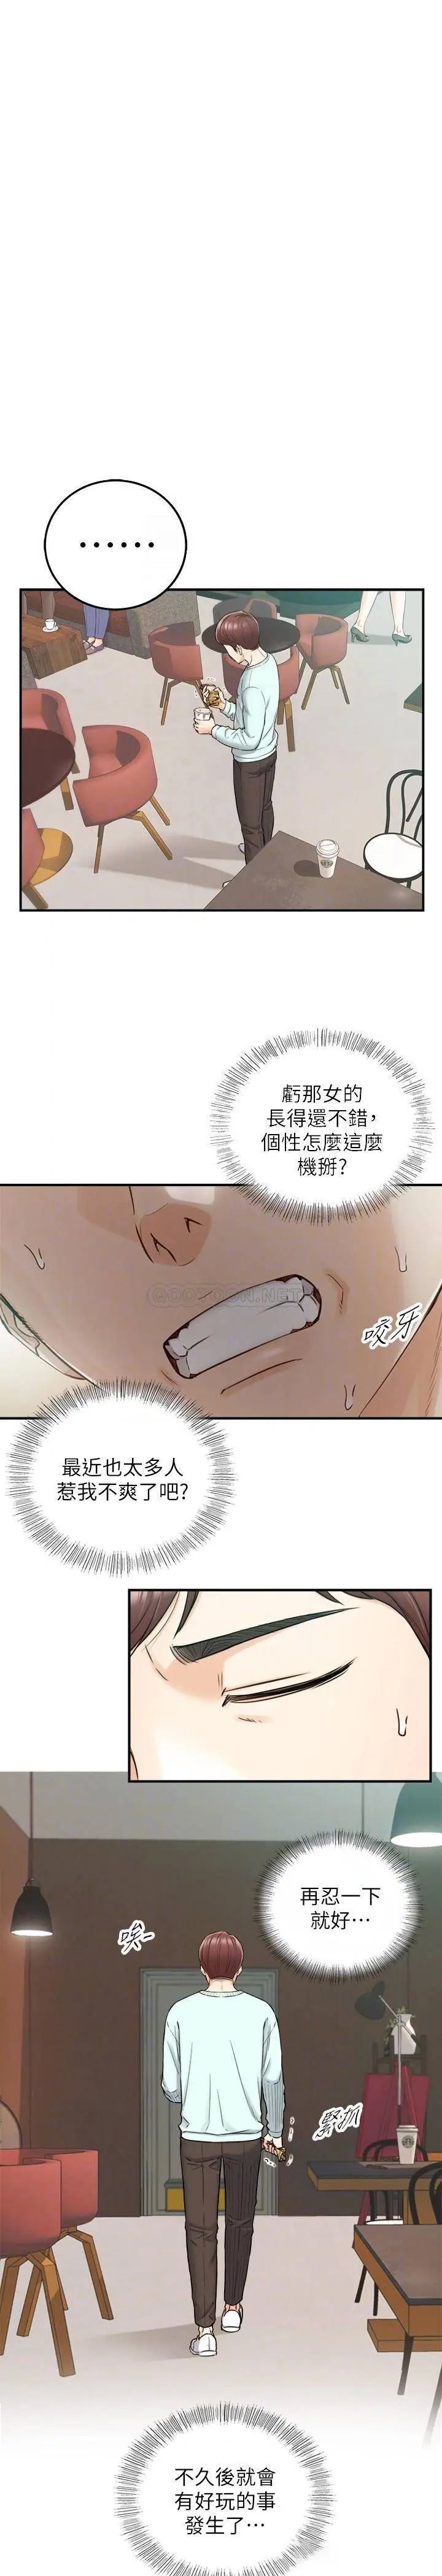 ······
虧那女的
長得還不錯,
個性怎麼這麼
機掰?
咬牙
最近也太多人
惹我不爽了吧?
再忍一下
就好…
唉-
緊抓
不久後就會
有好玩的事
發生了…